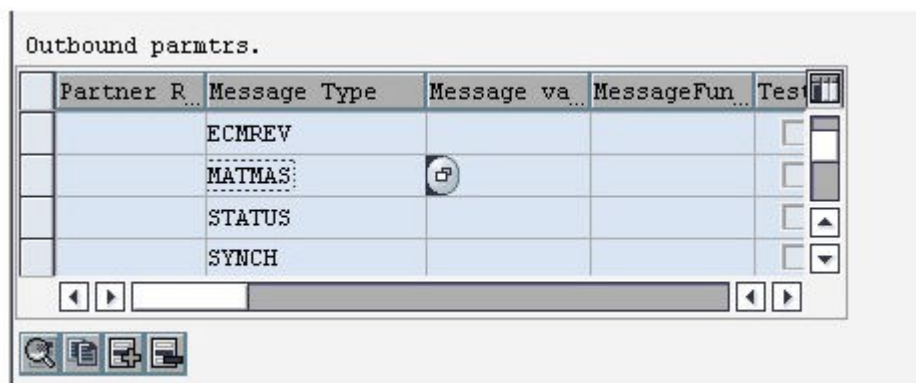 Outbound parmtrs.
Partner R.. Message Type Message va.. MessageFun.. Test
ECMREV
MATMAS
STATUS
SYNCH